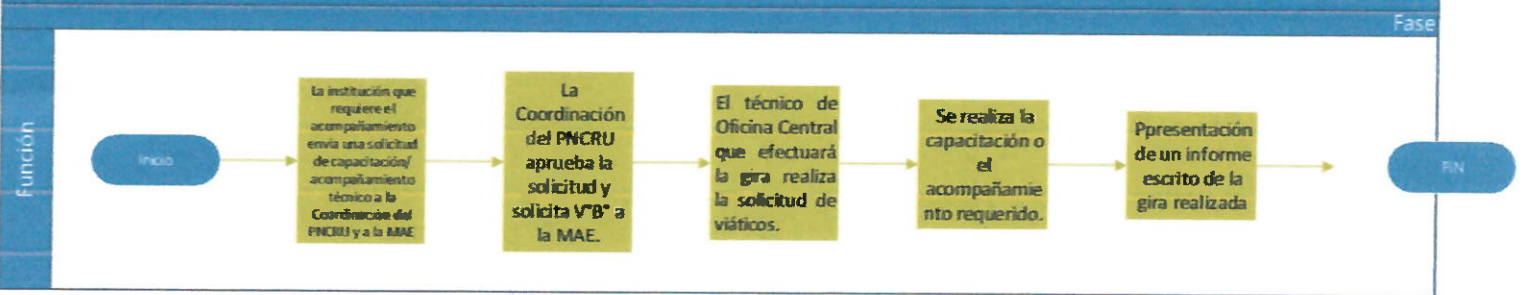 Fase
Función
Inicio
La institución que
requiere el
acompañamiento
envía una solicitud
de capacitación/
acompañamiento
técnico a la
Coordinación del
PNCRU y a la MAE
La
Coordinación
del PNCRU
aprueba la
solicitud y
solicita V°B° a
la MAE.
El técnico de
Oficina Central
que efectuará
la gira realiza
la solicitud de
viáticos.
Se realiza la
capacitación o
el
acompañamie
nto requerido.
Ppresentación
de un informe
escrito de la
gira realizada
FIN